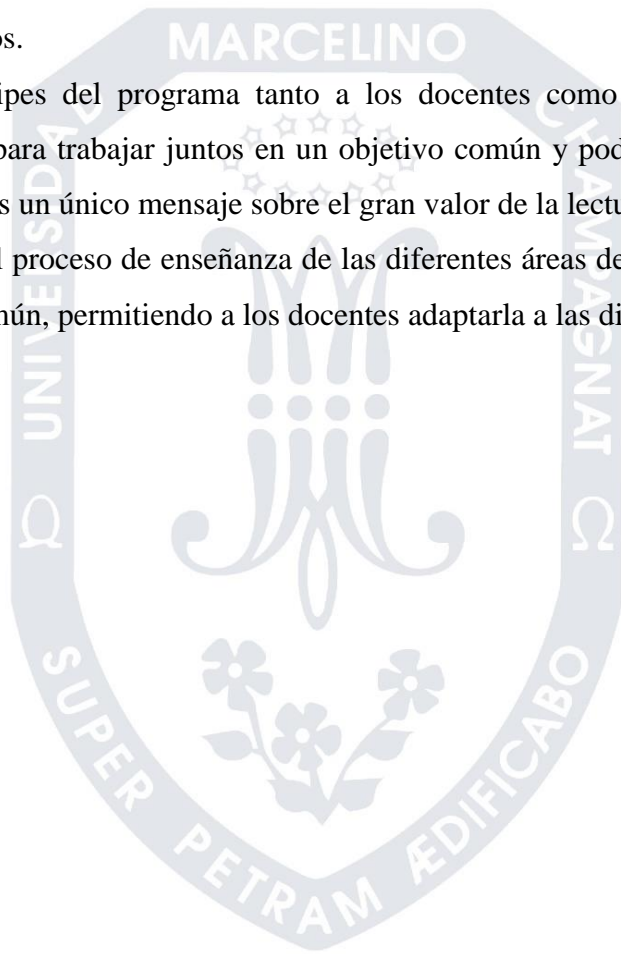 os.
MARCELINO
ipes del programa tanto a los docentes como
para trabajar juntos en un objetivo común y pod
s un único mensaje sobre el gran valor de la lectu
l proceso de enseñanza de las diferentes áreas de
mún, permitiendo a los docentes adaptarla a las di
UNIVERSIDAD
CHAMPAGNAT
Ω
Ω
SUPER PETRAM ÆDIFICABO